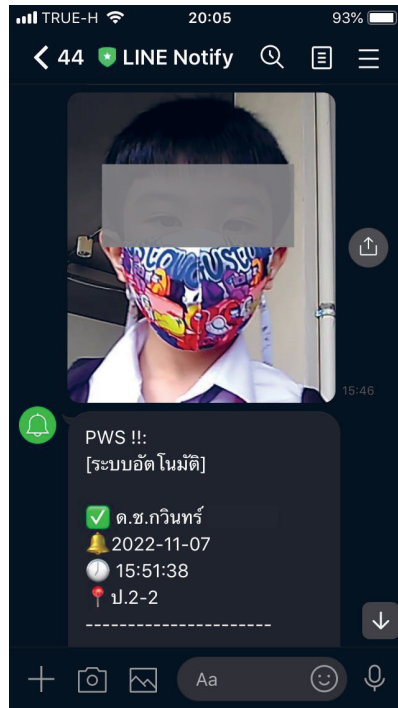 TRUE-H
20:05
93%
44 LINE Notify
15:46
PWS !!:
[ระบบอัตโนมัติ]
ด.ช.กวินทร์
2022-11-07
15:51:38
ป.2-2
----------------------
Aa